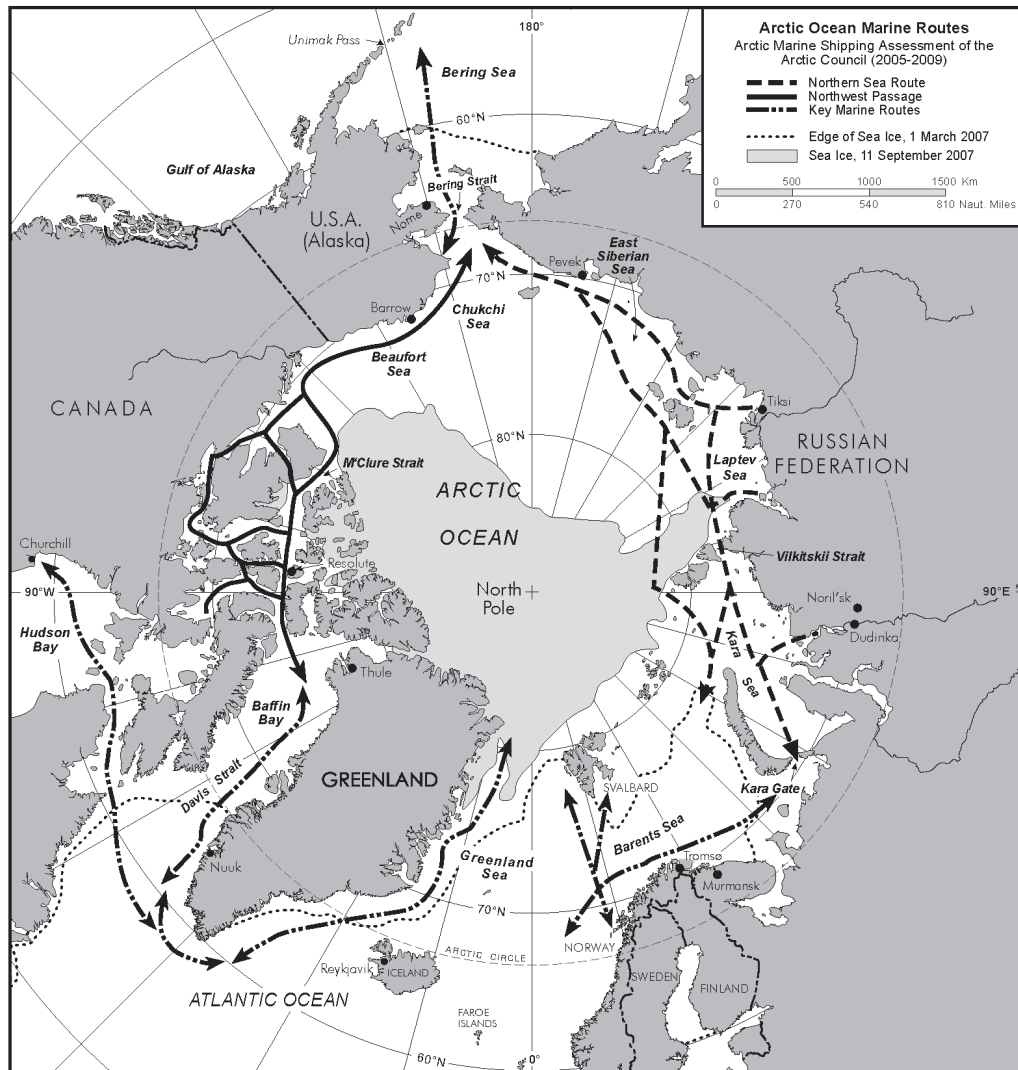 Arctic Ocean Marine Routes
Arctic Marine Shipping Assessment of the
Arctic Council (2005-2009)
Northern Sea Route
Northwest Passage
Key Marine Routes
Edge of Sea Ice, 1 March 2007
Sea Ice, 11 September 2007
0 500 1000 1500 Km
0 270 540 810 Naut. Miles
180°
Unimak Pass
Bering Sea
60°N
Gulf of Alaska
Bering Strait
Nome
U.S.A.
(Alaska)
East
Siberian
Sea
Pevek
70°N
Barrow
Chukchi
Sea
Beaufort
Sea
CANADA
Tiksi
80°N
RUSSIAN
FEDERATION
McClure Strait
Laptev
Sea
ARCTIC
OCEAN
Churchill
Resolute
Vilkitskii Strait
90°W
North
Pole
90°E
Noril'sk
Dudinka
Hudson
Bay
Kara
Sea
Thule
Baffin
Bay
GREENLAND
SVALBARD
Kara Gate
Davis Strait
Barents Sea
Greenland
Sea
Nuuk
Tromsø
Murmansk
70°N
NORWAY
ARCTIC CIRCLE
Reykjavik
ICELAND
SWEDEN
FINLAND
ATLANTIC OCEAN
FAROE
ISLANDS
60°N
0°